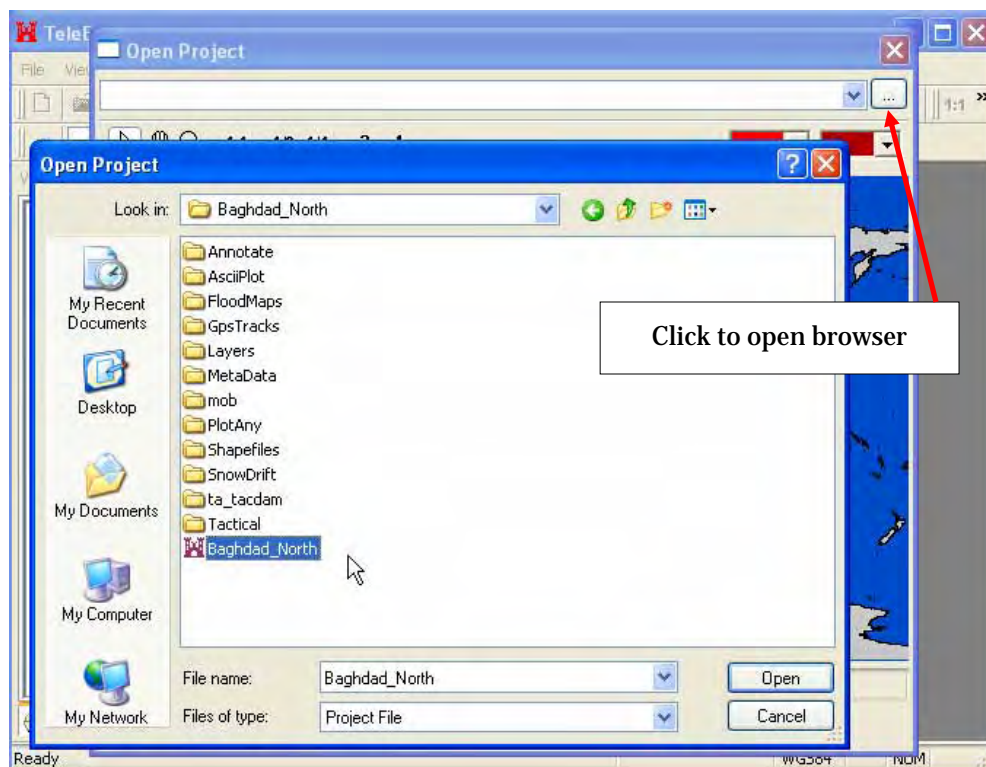 Open Project
File
...
1:1 »
Open Project
Look in:
Baghdad_North
Annotate
AsciiPlot
FloodMaps
GpsTracks
Layers
MetaData
mob
PlotAny
Shapefiles
SnowDrift
ta_tacdam
Tactical
Baghdad_North
My Recent
Documents
Desktop
My Documents
My Computer
My Network
Click to open browser
File name:
Baghdad_North
Open
Files of type:
Project File
Cancel
Ready
WGS84
NUM